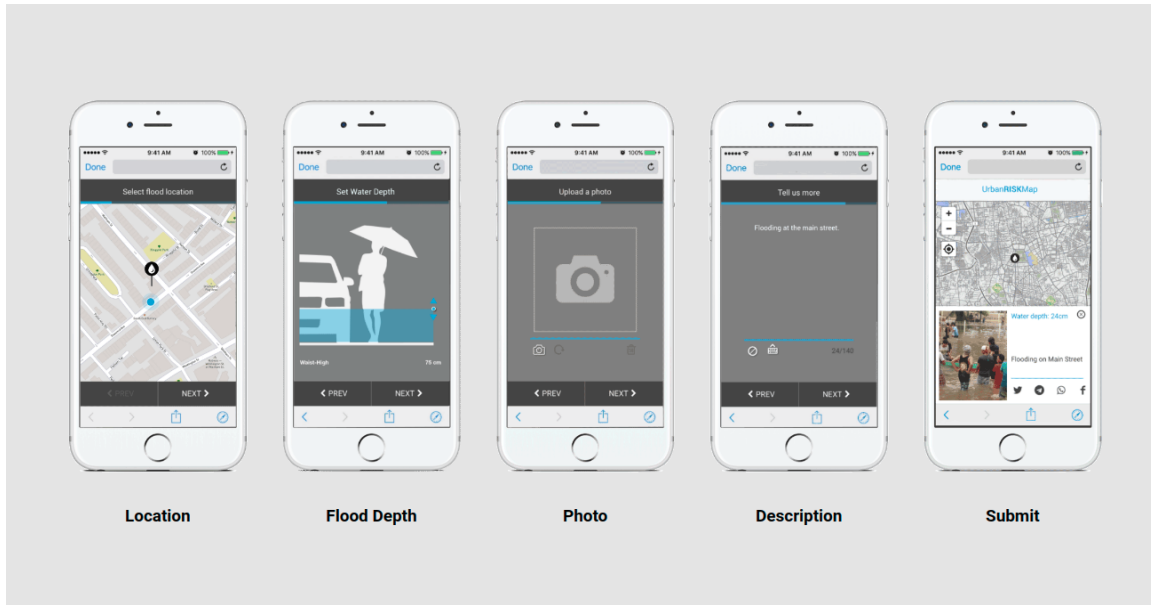 9:41 AM 100%
Done
Select flood location
PREV NEXT
Location
9:41 AM 100%
Done
Set Water Depth
Waist-High 75 cm
PREV NEXT
Flood Depth
9:41 AM 100%
Done
Upload a photo
PREV NEXT
Photo
9:41 AM 100%
Done
Tell us more
Flooding at the main street.
24/140
PREV NEXT
Description
9:41 AM 100%
Done
UrbanRISKMap
+
−
Water depth: 24cm
Flooding on Main Street
Submit